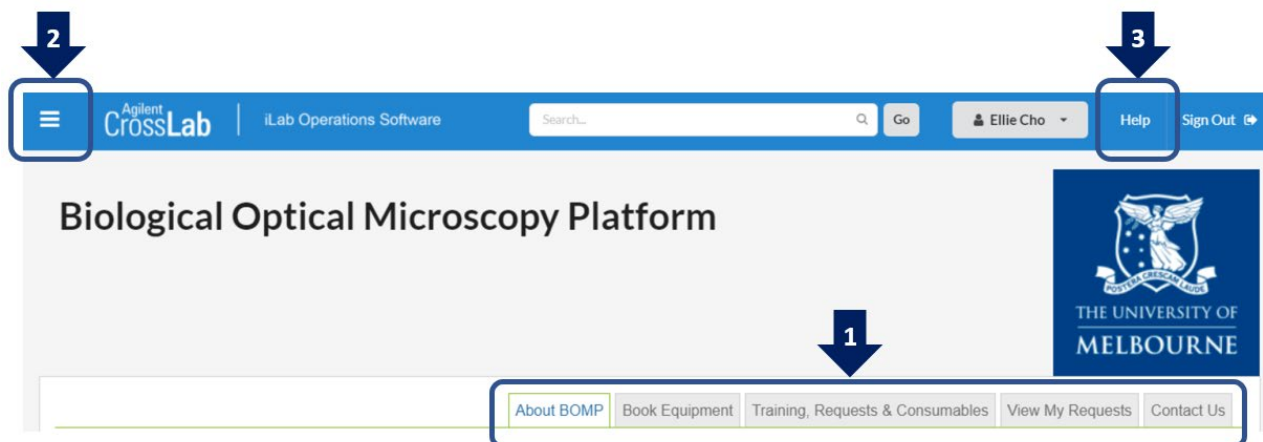 2
3
Agilent
CrossLab
iLab Operations Software
Search...
Go
Ellie Cho
Help
Sign Out
Biological Optical Microscopy Platform
POSTERA CRESCAM LAUDE
THE UNIVERSITY OF
MELBOURNE
1
About BOMP
Book Equipment
Training, Requests & Consumables
View My Requests
Contact Us